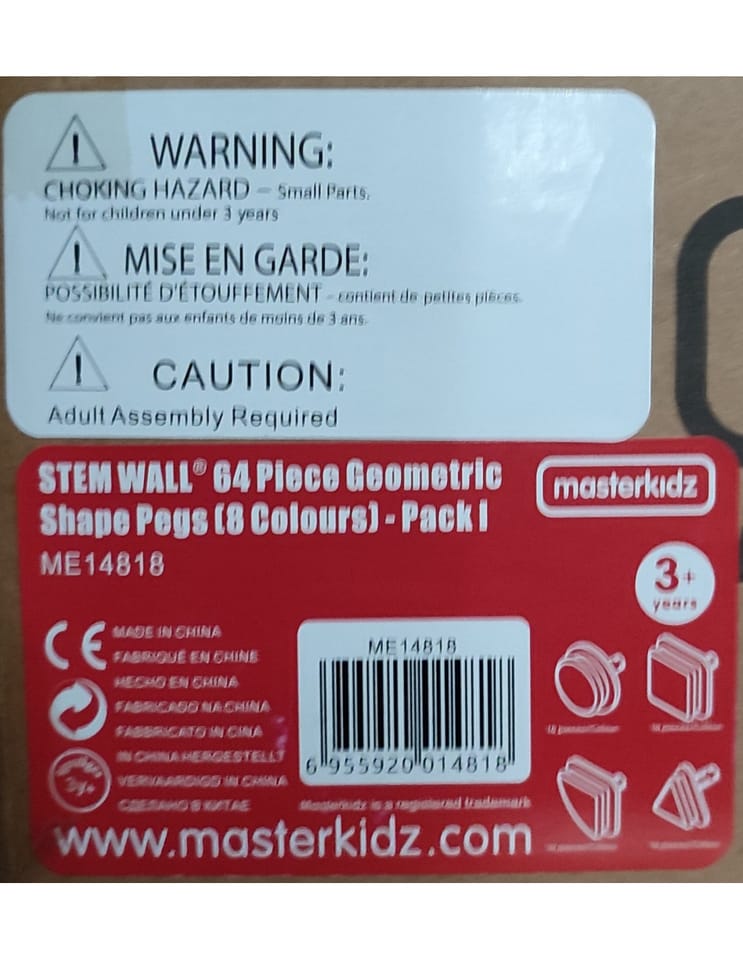 WARNING:
CHOKING HAZARD – Small Parts.
Not for children under 3 years
MISE EN GARDE:
POSSIBILITÉ D'ÉTOUFFEMENT - contient de petites pièces.
Ne convient pas aux enfants de moins de 3 ans.
CAUTION:
Adult Assembly Required
STEM WALL® 64 Piece Geometric
Shape Pegs (8 Colours) - Pack I
ME14818
masterkidz
3+
years
CE
MADE IN CHINA
FABRIQUÉ EN CHINE
HECHO EN CHINA
FABRICADO NA CHINA
FABBRICATO IN CINA
IN CHINA HERGESTELLT
VERVAARDIGD IN CHINA
СДЕЛАНО В КИТАЕ
3y+
ME14818
6 955920 014818
Masterkidz is a registered trademark
www.masterkidz.com